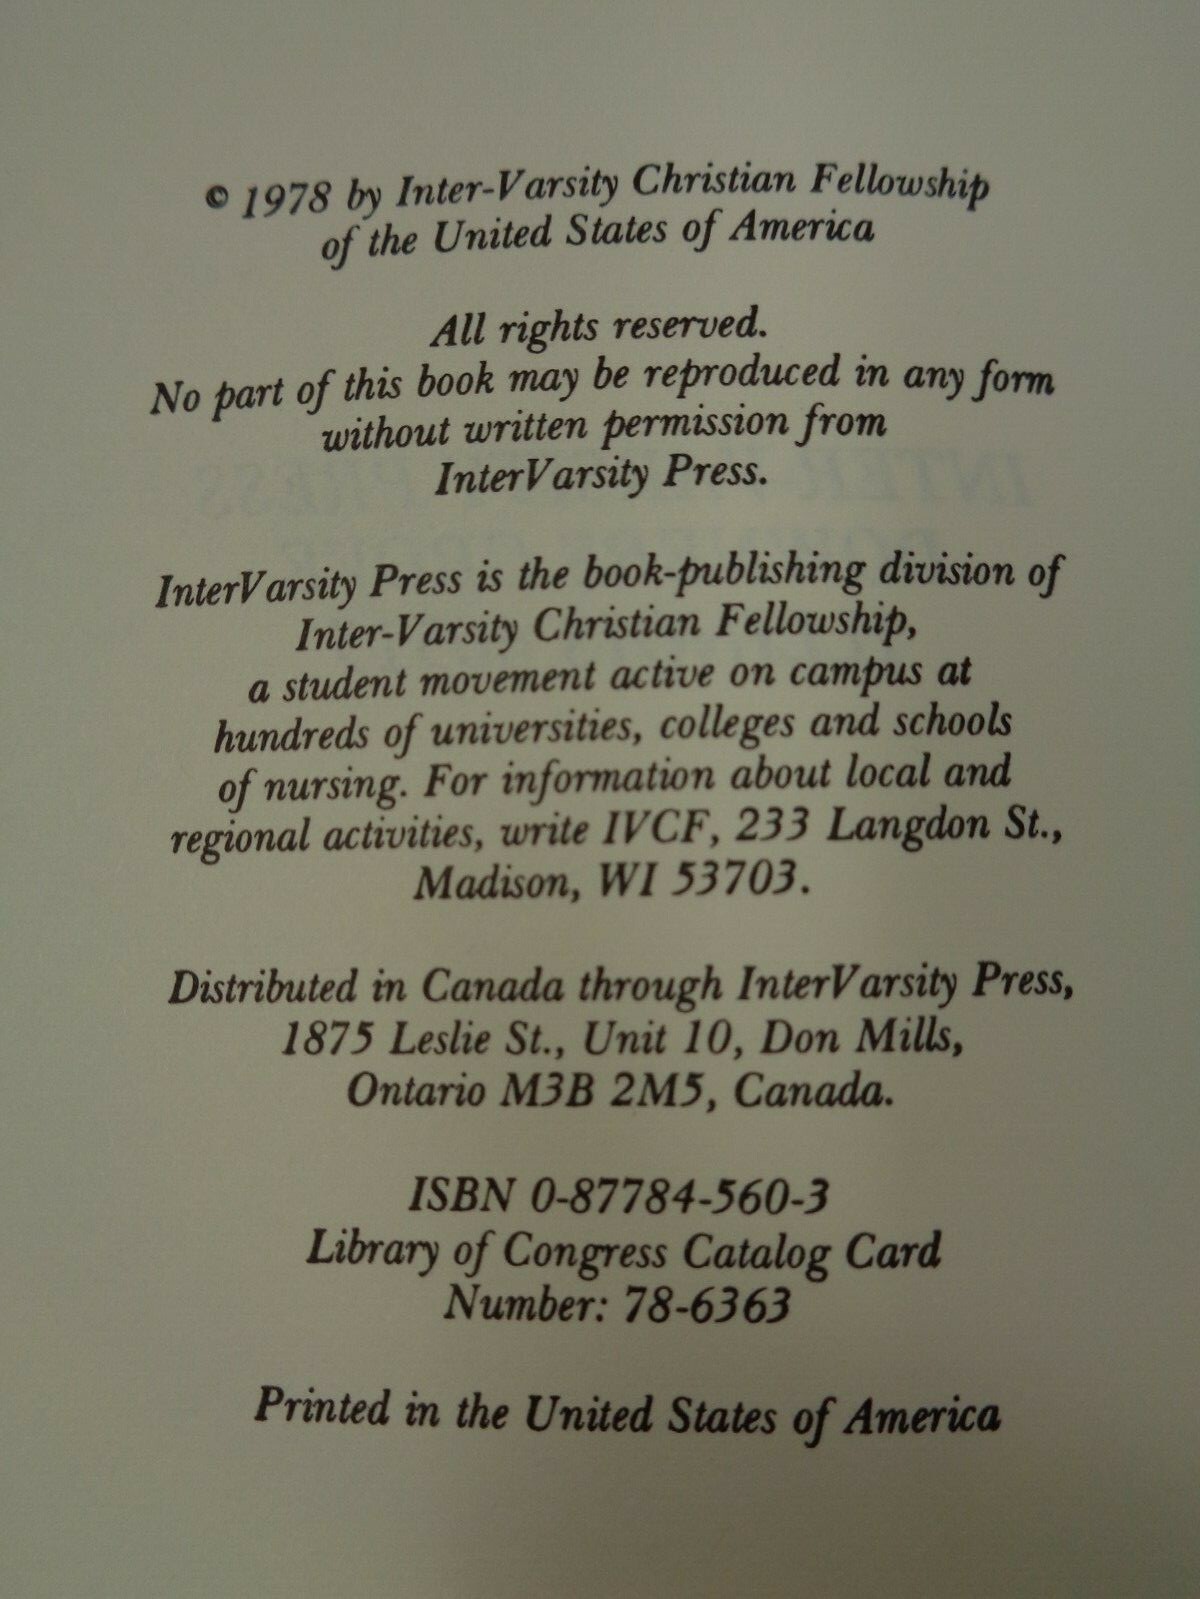 © 1978 by Inter-Varsity Christian Fellowship
of the United States of America
All rights reserved.
No part of this book may be reproduced in any form
without written permission from
InterVarsity Press.
InterVarsity Press is the book-publishing division of
Inter-Varsity Christian Fellowship,
a student movement active on campus at
hundreds of universities, colleges and schools
of nursing. For information about local and
regional activities, write IVCF, 233 Langdon St.,
Madison, WI 53703.
Distributed in Canada through InterVarsity Press,
1875 Leslie St., Unit 10, Don Mills,
Ontario M3B 2M5, Canada.
ISBN 0-87784-560-3
Library of Congress Catalog Card
Number: 78-6363
Printed in the United States of America